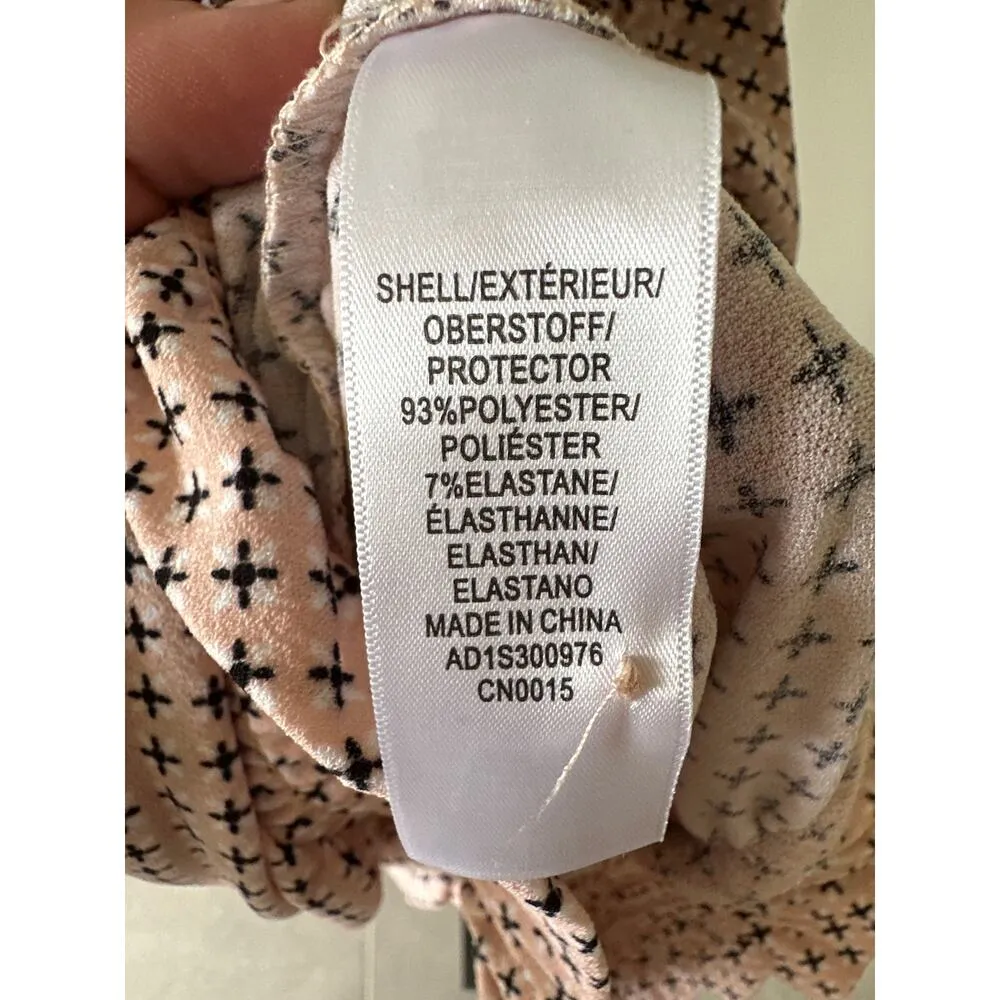 SHELL/EXTÉRIEUR/
OBERSTOFF/
PROTECTOR
93%POLYESTER/
POLIÉSTER
7%ELASTANE/
ÉLASTHANNE/
ELASTHAN/
ELASTANO
MADE IN CHINA
AD1S300976
CN0015